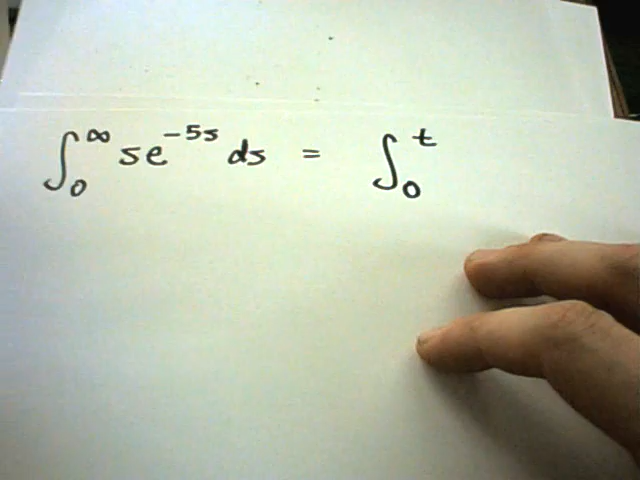 ∫₀^∞ se^{-5s} ds = ∫₀^t